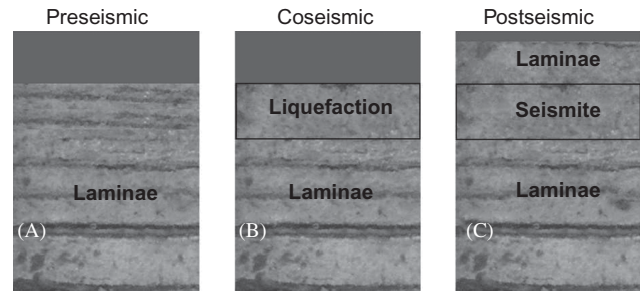 Preseismic
Coseismic
Postseismic
Laminae
Liquefaction
Seismite
Laminae
Laminae
Laminae
(A)
(B)
(C)